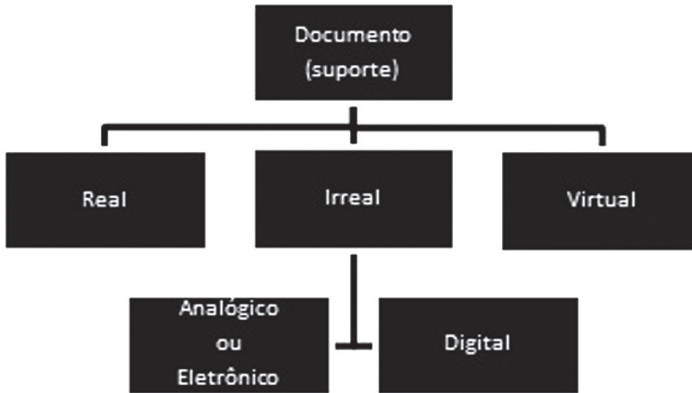 Documento
(suporte)
Real
Irreal
Virtual
Analógico
ou
Eletrônico
Digital